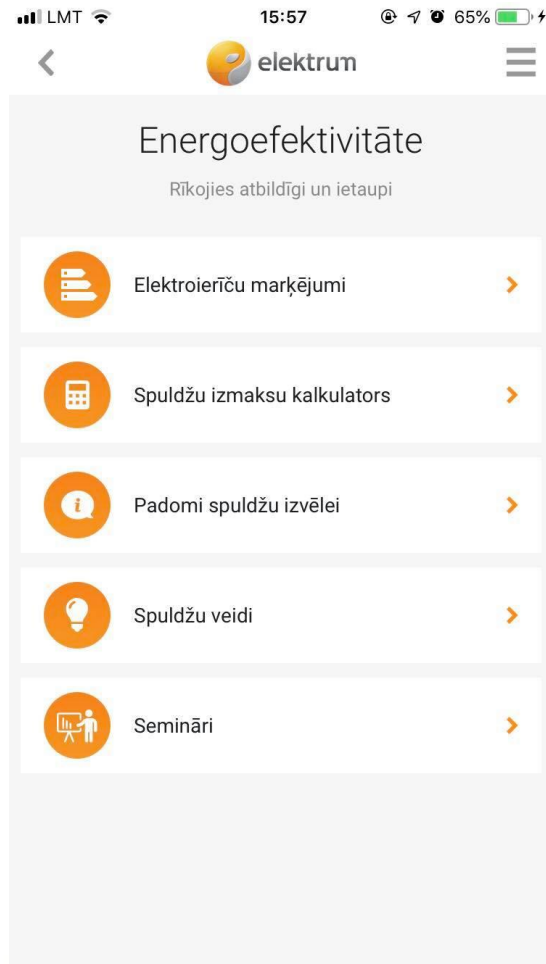 LMT 15:57 65%
elektrum
Energoefektivitāte
Rīkojies atbildīgi un ietaupi
Elektroierīču marķējumi
Spuldžu izmaksu kalkulators
Padomi spuldžu izvēlei
Spuldžu veidi
Semināri